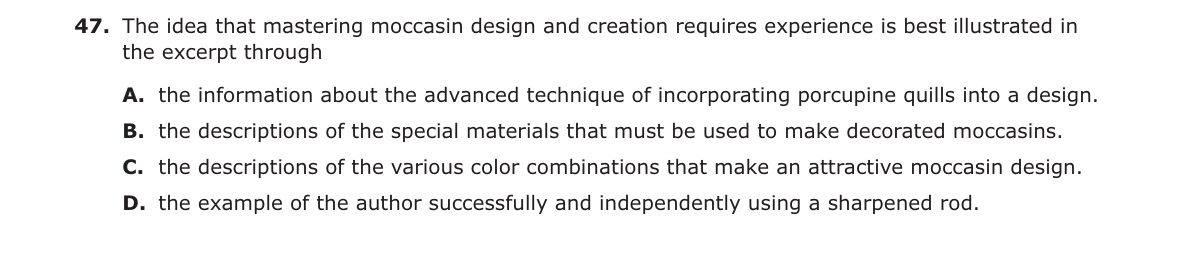 47. The idea that mastering moccasin design and creation requires experience is best illustrated in
the excerpt through
A. the information about the advanced technique of incorporating porcupine quills into a design.
B. the descriptions of the special materials that must be used to make decorated moccasins.
C. the descriptions of the various color combinations that make an attractive moccasin design.
D. the example of the author successfully and independently using a sharpened rod.